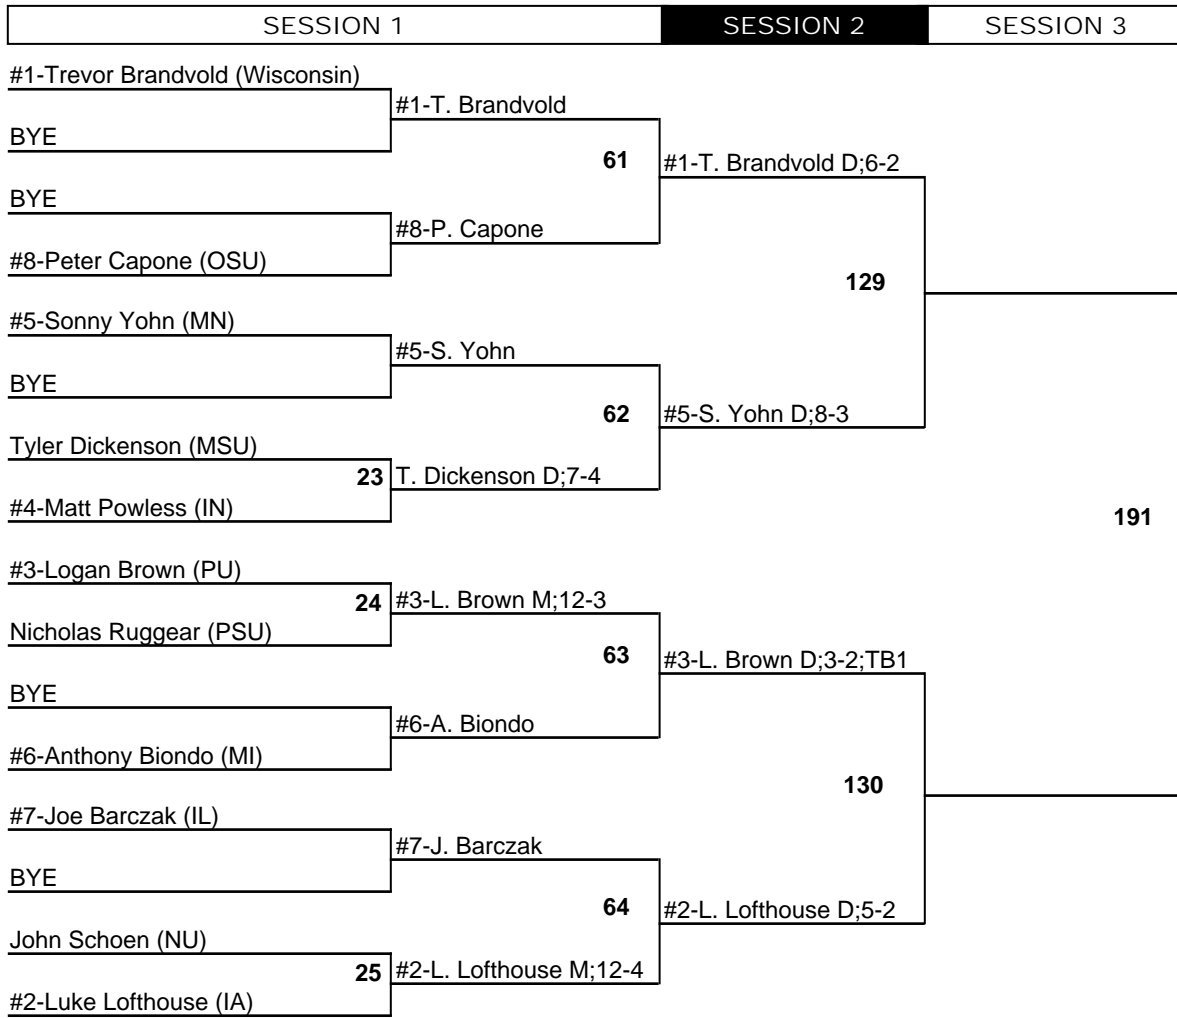 SESSION 1 SESSION 2 SESSION 3
#1-Trevor Brandvold (Wisconsin)
#1-T. Brandvold
BYE
61 #1-T. Brandvold D;6-2
BYE
#8-P. Capone
#8-Peter Capone (OSU)
129
#5-Sonny Yohn (MN)
#5-S. Yohn
BYE
62 #5-S. Yohn D;8-3
Tyler Dickenson (MSU)
23 T. Dickenson D;7-4
#4-Matt Powless (IN)
191
#3-Logan Brown (PU)
24 #3-L. Brown M;12-3
Nicholas Ruggear (PSU)
63 #3-L. Brown D;3-2;TB1
BYE
#6-A. Biondo
#6-Anthony Biondo (MI)
130
#7-Joe Barczak (IL)
#7-J. Barczak
BYE
64 #2-L. Lofthouse D;5-2
John Schoen (NU)
25 #2-L. Lofthouse M;12-4
#2-Luke Lofthouse (IA)